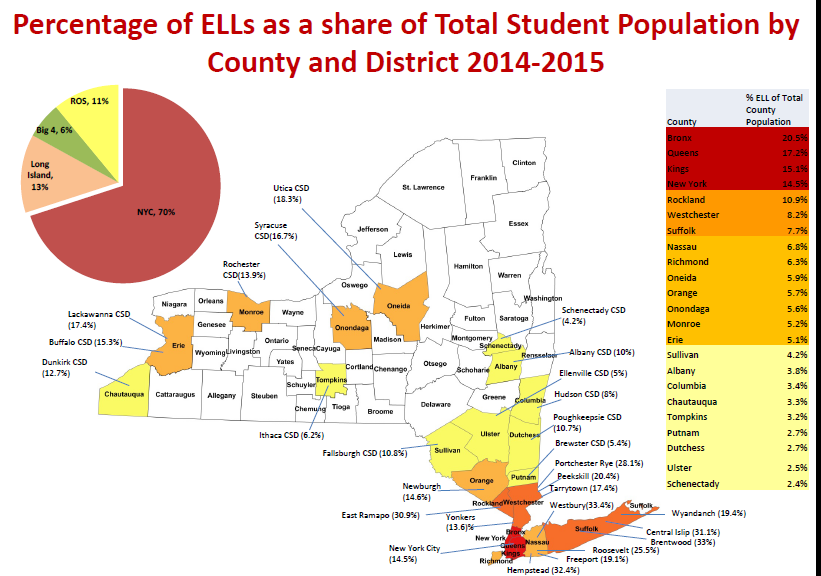 Percentage of ELLs as a share of Total Student Population by
County and District 2014-2015
ROS, 11%
Big 4, 6%
Long
Island,
13%
NYC, 70%
% ELL of Total
County
County Population
Bronx 20.5%
Queens 17.2%
Kings 15.1%
New York 14.5%
Rockland 10.9%
Westchester 8.2%
Suffolk 7.7%
Nassau 6.8%
Richmond 6.3%
Oneida 5.9%
Orange 5.7%
Onondaga 5.6%
Monroe 5.2%
Erie 5.1%
Sullivan 4.2%
Albany 3.8%
Columbia 3.4%
Chautauqua 3.3%
Tompkins 3.2%
Putnam 2.7%
Dutchess 2.7%
Ulster 2.5%
Schenectady 2.4%
Utica CSD
(18.3%)
Syracuse
CSD(16.7%)
Rochester
CSD(13.9%)
Lackawanna CSD
(17.4%)
Buffalo CSD (15.3%)
Dunkirk CSD
(12.7%)
Ithaca CSD (6.2%)
Fallsburgh CSD (10.8%)
Newburgh
(14.6%)
East Ramapo (30.9%)
Yonkers
(13.6)%
New York City
(14.5%)
Schenectady CSD
(4.2%)
Albany CSD (10%)
Ellenville CSD (5%)
Hudson CSD (8%)
Poughkeepsie CSD
(10.7%)
Brewster CSD (5.4%)
Portchester Rye (28.1%)
Peekskill (20.4%)
Tarrytown (17.4%)
Westbury(33.4%)
Wyandanch (19.4%)
Central Islip (31.1%)
Brentwood (33%)
Roosevelt (25.5%)
Freeport (19.1%)
Hempstead (32.4%)
Clinton
Franklin
St. Lawrence
Essex
Jefferson
Lewis
Hamilton
Warren
Washington
Oswego
Oneida
Herkimer
Fulton
Saratoga
Niagara
Orleans
Monroe
Wayne
Onondaga
Madison
Montgomery
Schenectady
Rensselaer
Genesee
Erie
Wyoming
Livingston
Ontario
Seneca
Cayuga
Yates
Cortland
Chenango
Otsego
Schoharie
Albany
Chautauqua
Cattaraugus
Allegany
Steuben
Schuyler
Tompkins
Chemung
Tioga
Broome
Delaware
Greene
Columbia
Ulster
Dutchess
Sullivan
Orange
Putnam
Rockland
Westchester
Bronx
New York
Queens
Kings
Nassau
Richmond
Suffolk
Suffolk